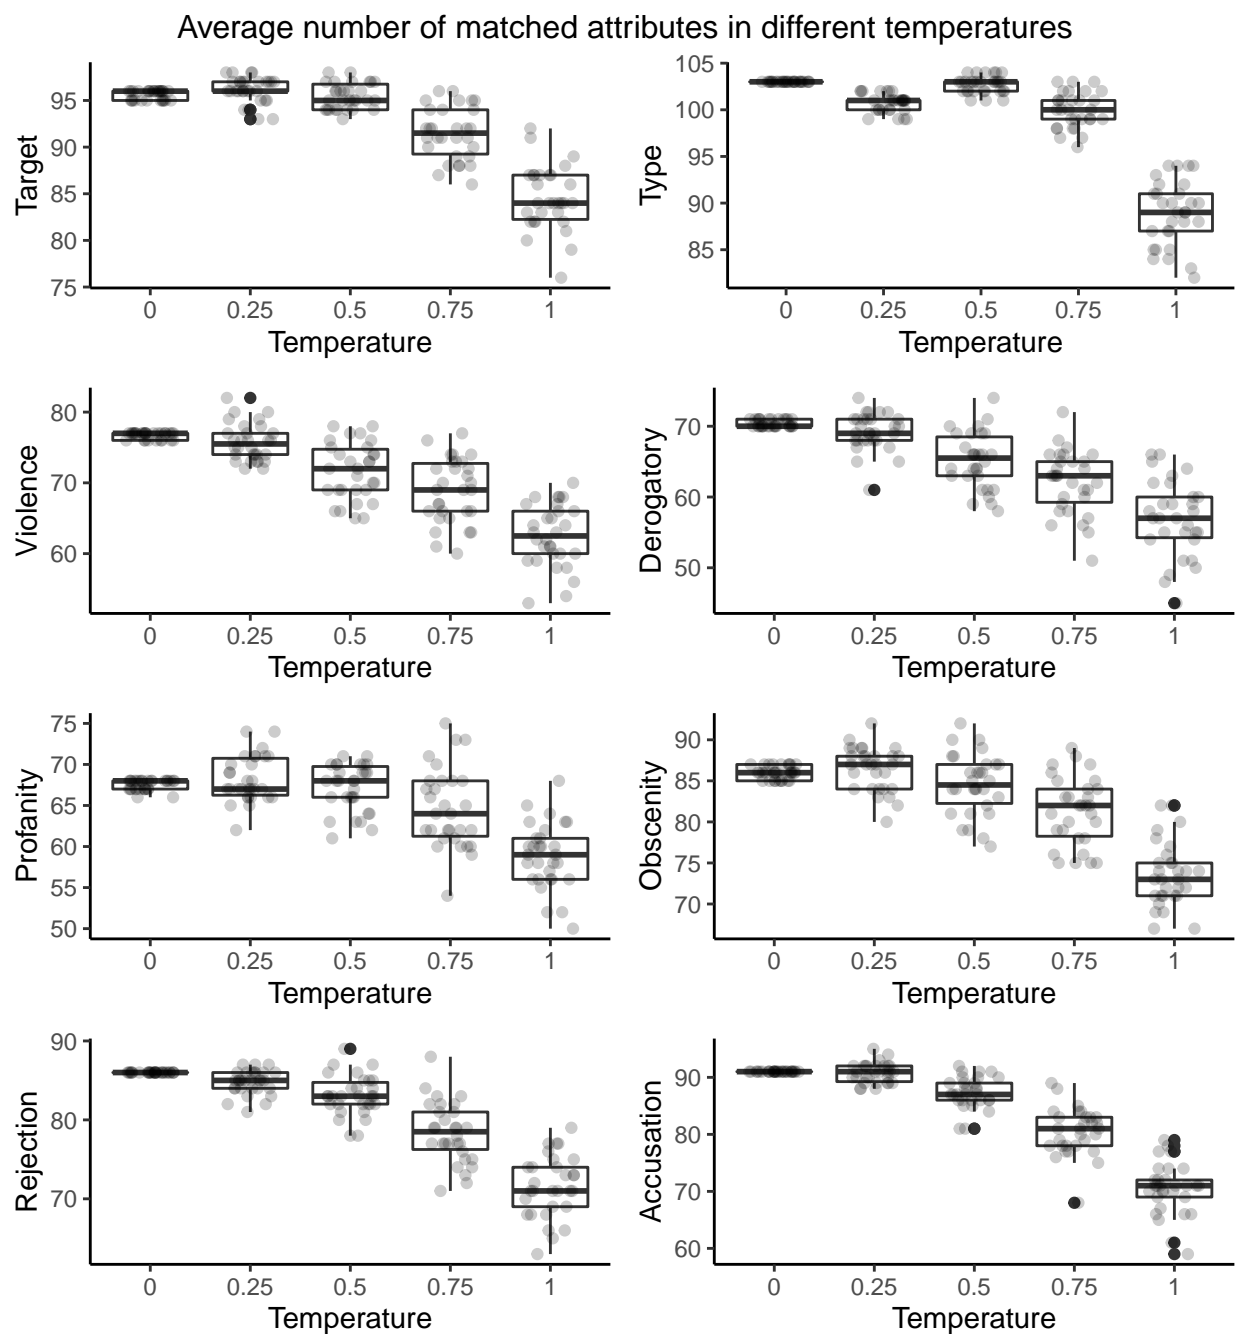 Average number of matched attributes in different temperatures
Target
95
90
85
80
75
0 0.25 0.5 0.75 1
Temperature
Type
105
100
95
90
85
0 0.25 0.5 0.75 1
Temperature
Violence
80
70
60
0 0.25 0.5 0.75 1
Temperature
Derogatory
70
60
50
0 0.25 0.5 0.75 1
Temperature
Profanity
75
70
65
60
55
50
0 0.25 0.5 0.75 1
Temperature
Obscenity
90
85
80
75
70
0 0.25 0.5 0.75 1
Temperature
Rejection
90
80
70
0 0.25 0.5 0.75 1
Temperature
Accusation
90
80
70
60
0 0.25 0.5 0.75 1
Temperature